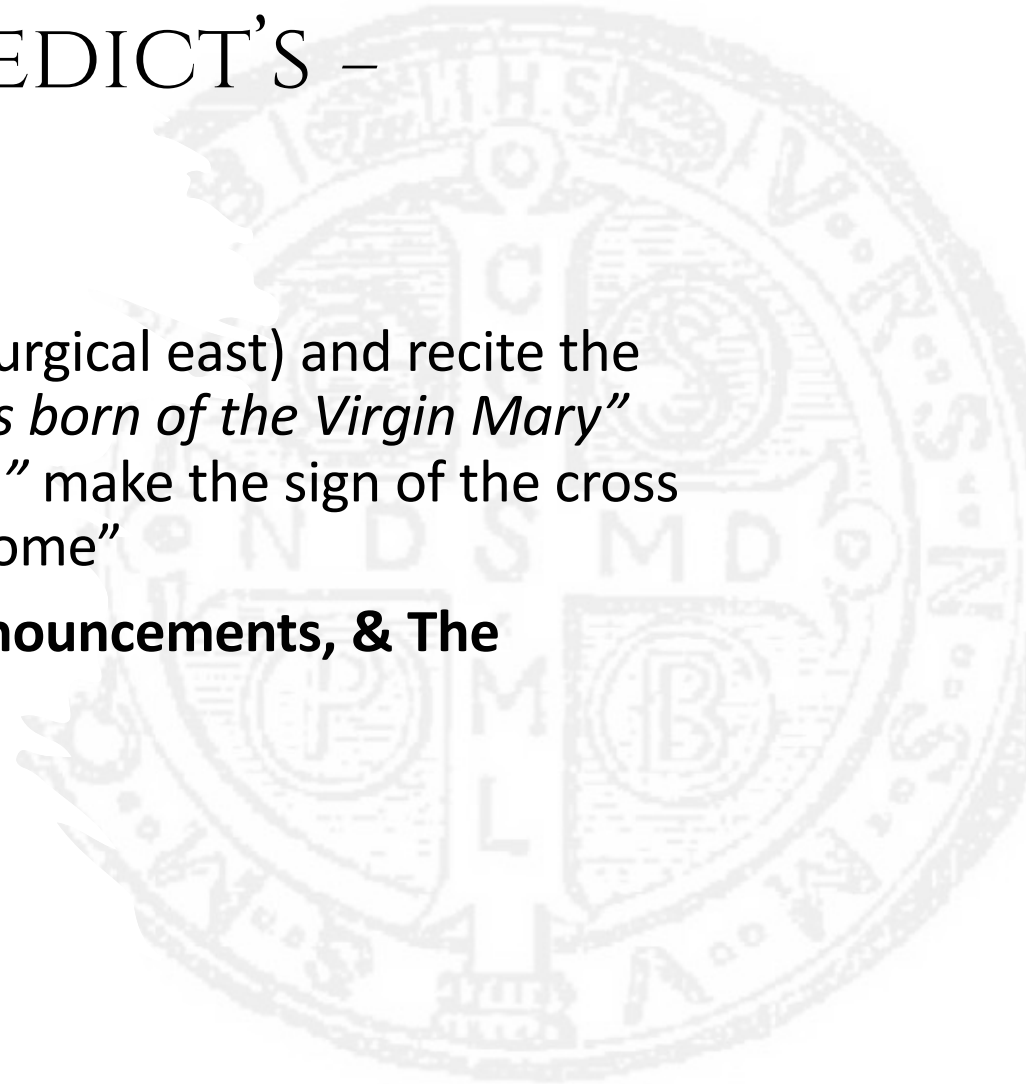 EDICT’S –
urgical east) and recite the
s born of the Virgin Mary”
” make the sign of the cross
ome”
nouncements, & The
I.H.S
V.R.S.N.S.M.V
S.M
C
S
N D S M D
P
M
B
L